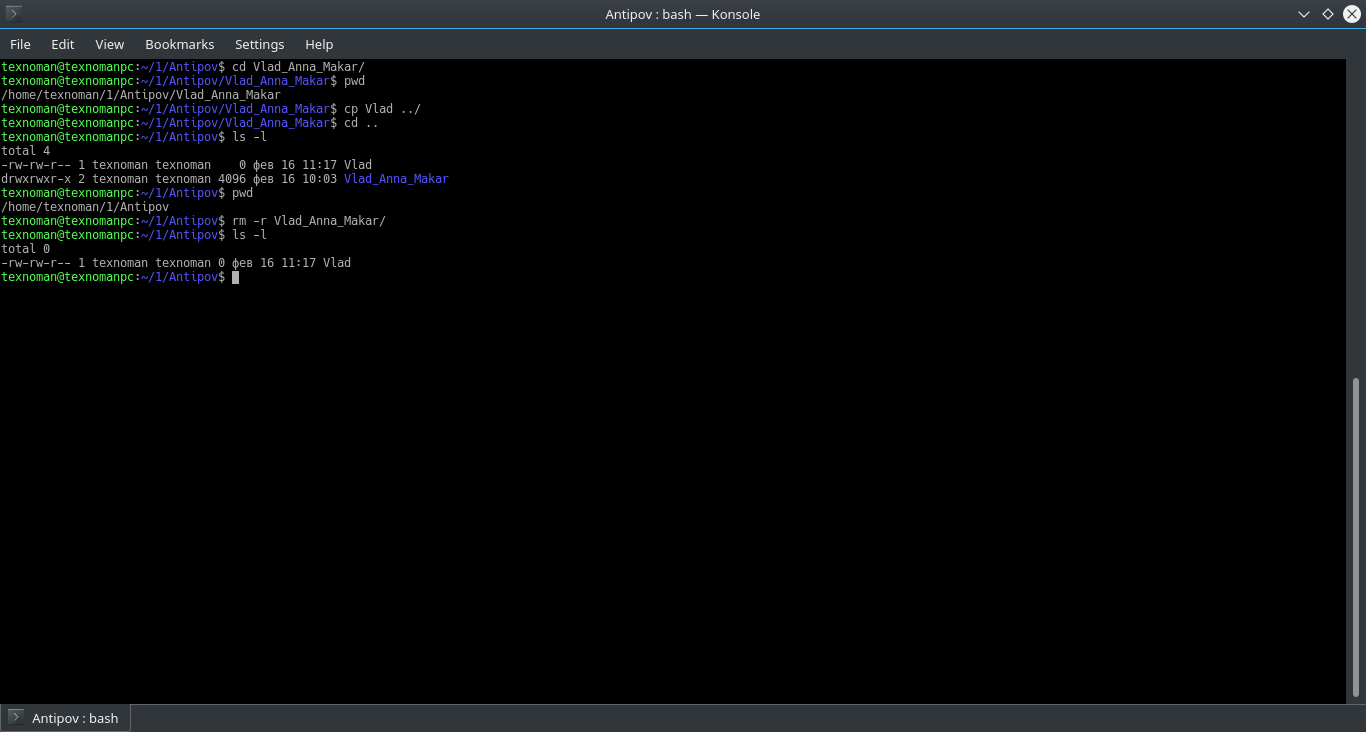 Antipov : bash — Konsole
File Edit View Bookmarks Settings Help
texnoman@texnomanpc:~/1/Antipov$ cd Vlad_Anna_Makar/
texnoman@texnomanpc:~/1/Antipov/Vlad_Anna_Makar$ pwd
/home/texnoman/1/Antipov/Vlad_Anna_Makar
texnoman@texnomanpc:~/1/Antipov/Vlad_Anna_Makar$ cp Vlad ../
texnoman@texnomanpc:~/1/Antipov/Vlad_Anna_Makar$ cd ..
texnoman@texnomanpc:~/1/Antipov$ ls -l
total 4
-rw-rw-r-- 1 texnoman texnoman    0 фев 16 11:17 Vlad
drwxrwxr-x 2 texnoman texnoman 4096 фев 16 10:03 Vlad_Anna_Makar
texnoman@texnomanpc:~/1/Antipov$ pwd
/home/texnoman/1/Antipov
texnoman@texnomanpc:~/1/Antipov$ rm -r Vlad_Anna_Makar/
texnoman@texnomanpc:~/1/Antipov$ ls -l
total 0
-rw-rw-r-- 1 texnoman texnoman 0 фев 16 11:17 Vlad
texnoman@texnomanpc:~/1/Antipov$
Antipov : bash